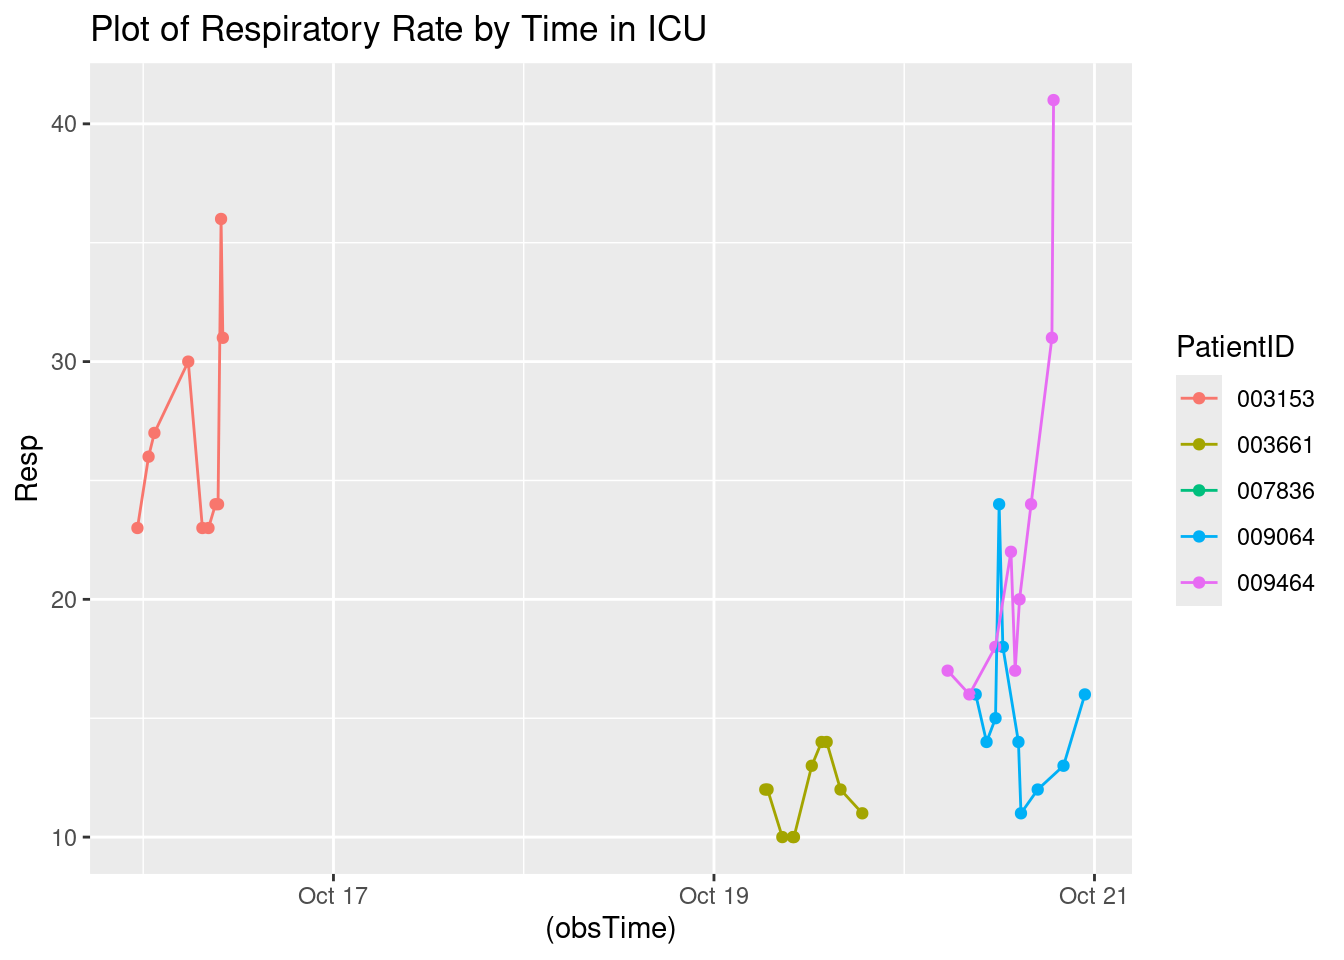 Plot of Respiratory Rate by Time in ICU
40
30
20
10
Resp
Oct 17
Oct 19
Oct 21
(obsTime)
PatientID
003153
003661
007836
009064
009464